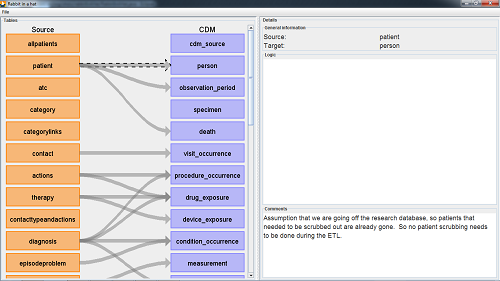 Rabbit in a hat
File
Tables
Source
CDM
allpatients
cdm_source
patient
person
atc
observation_period
category
specimen
categorylinks
death
contact
visit_occurrence
actions
procedure_occurrence
therapy
drug_exposure
contacttypeandactions
device_exposure
diagnosis
condition_occurrence
episodeproblem
measurement
Details
General information
Source: patient
Target: person
Logic
Comments
Assumption that we are going off the research database, so patients that
needed to be scrubbed out are already gone. So no patient scrubbing needs
to be done during the ETL.